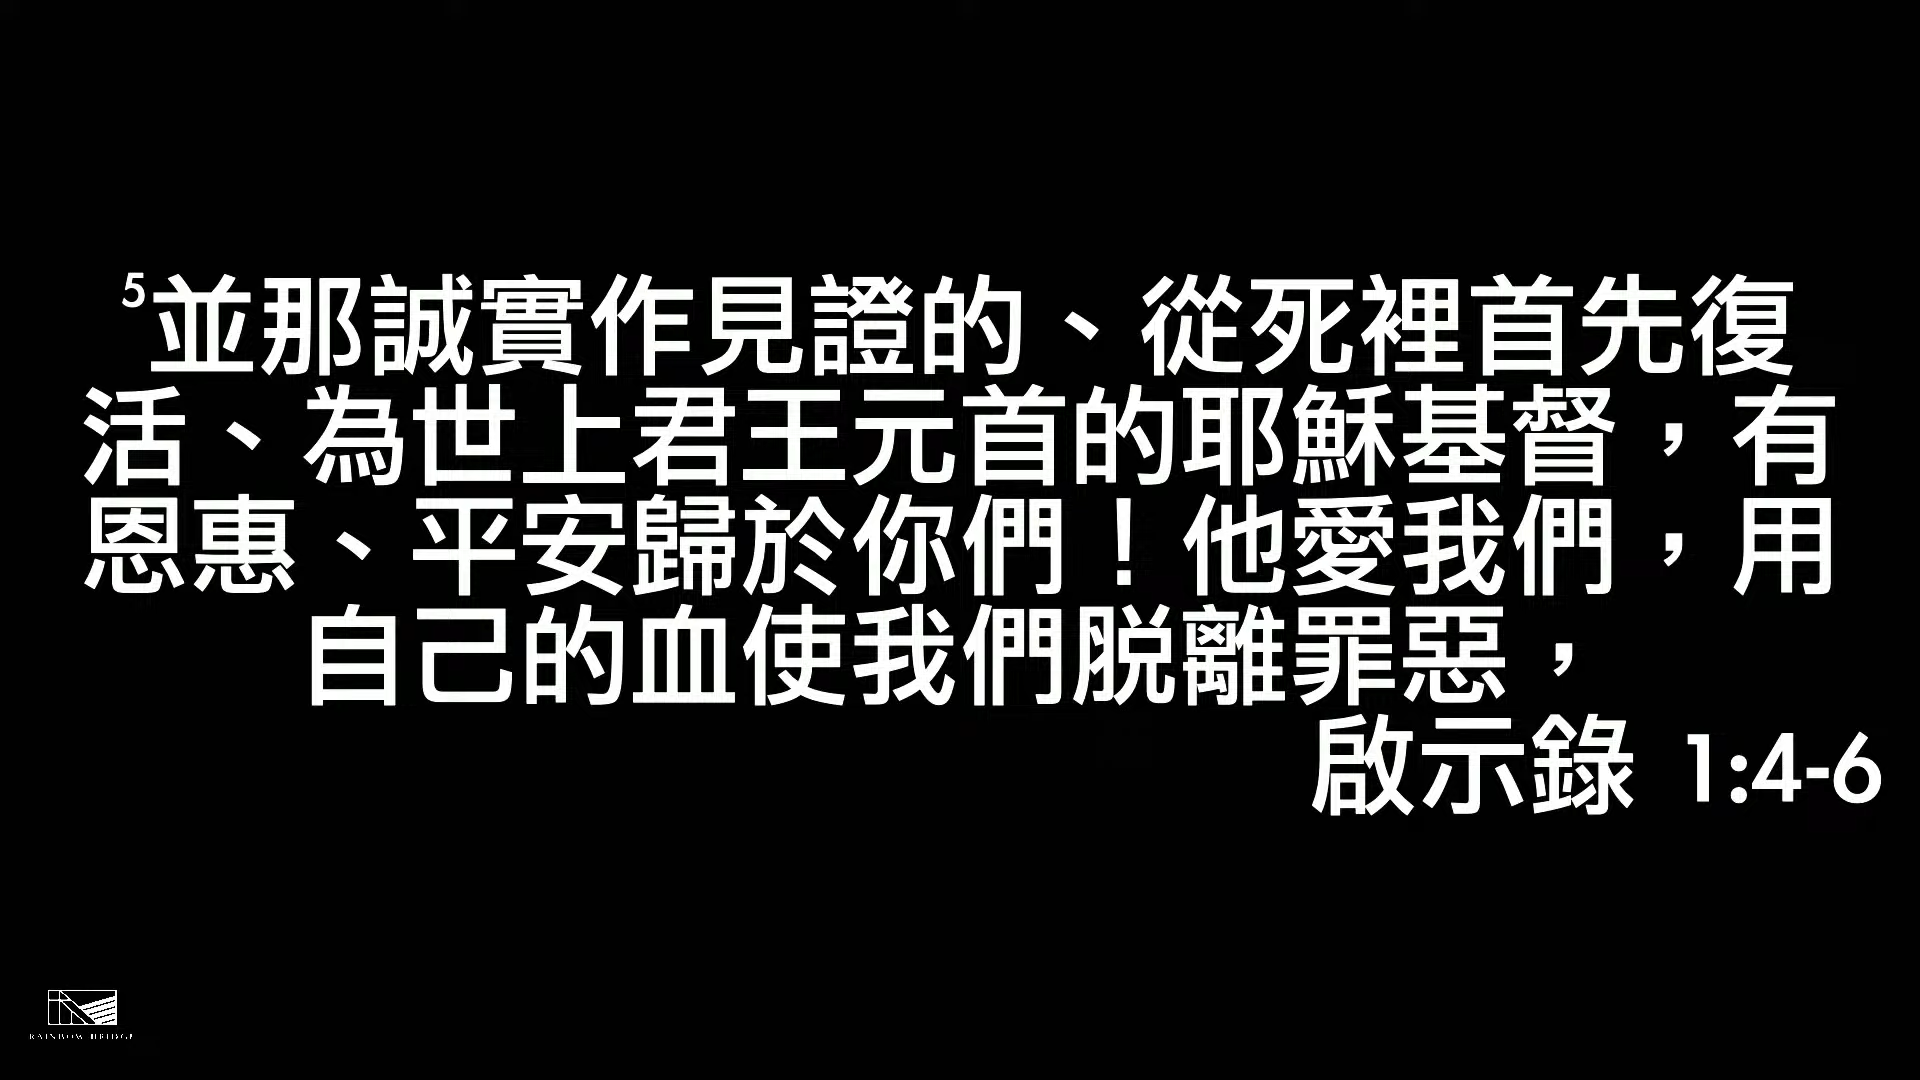 5並那誠實作見證的、從死裡首先復
活、為世上君王元首的耶穌基督，有
恩惠、平安歸於你們！他愛我們，用
自己的血使我們脫離罪惡，
啟示錄 1:4-6
RAINBOW BRIDGE